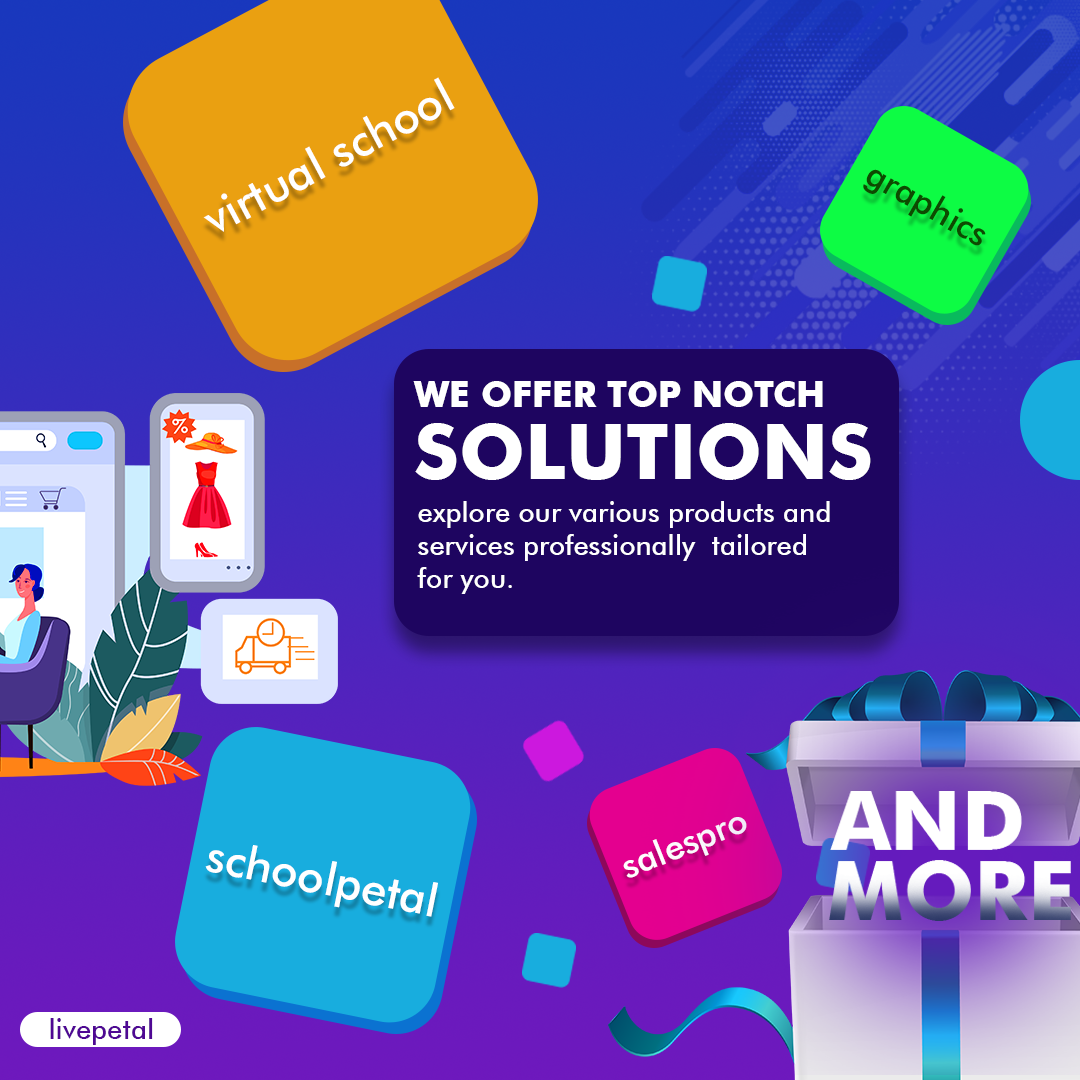 virtual school
graphics
%
WE OFFER TOP NOTCH
SOLUTIONS
explore our various products and
services professionally tailored
for you.
schoolpetal
salespro
AND
MORE
livepetal